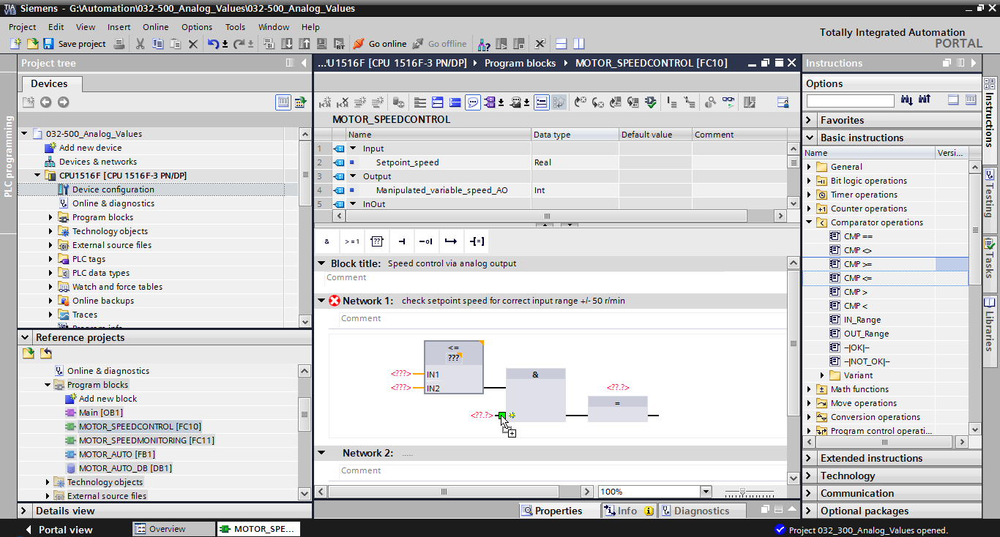 TIA V13 Siemens - G:\Automation\032-500_Analog_Values\032-500_Analog_Values
Project Edit View Insert Online Options Tools Window Help
Totally Integrated Automation
PORTAL
Save project Go online Go offline
Project tree
Devices
PLC programming
032-500_Analog_Values
Add new device
Devices & networks
CPU1516F [CPU 1516F-3 PN/DP]
Device configuration
Online & diagnostics
Program blocks
Technology objects
External source files
PLC tags
PLC data types
Watch and force tables
Online backups
Traces
Program info
Reference projects
Online & diagnostics
Program blocks
Add new block
Main [OB1]
MOTOR_SPEEDCONTROL [FC10]
MOTOR_SPEEDMONITORING [FC11]
MOTOR_AUTO [FB1]
MOTOR_AUTO_DB [DB1]
Technology objects
External source files
Details view
...'U1516F [CPU 1516F-3 PN/DP] Program blocks MOTOR_SPEEDCONTROL [FC10]
MOTOR_SPEEDCONTROL
Name Data type Default value Comment
1 Input
2 Setpoint_speed Real
3 Output
4 Manipulated_variable_speed_AO Int
5 InOut
& >=1 ??
Block title: Speed control via analog output
Comment
Network 1: check setpoint speed for correct input range +/- 50 r/min
Comment
<=
???
<???> IN1
<???> IN2
&
<??.?>
=
<??.?>
Network 2: .....
Comment
100%
Properties Info Diagnostics
Instructions
Options
Favorites
Basic instructions
Name Versi...
General
Bit logic operations
Timer operations
Counter operations
Comparator operations
CMP ==
CMP <>
CMP >=
CMP <=
CMP >
CMP <
IN_Range
OUT_Range
-|OK|-
-|NOT_OK|-
Variant
Math functions
Move operations
Conversion operations
Program control operati...
Extended instructions
Technology
Communication
Optional packages
Instructions
Testing
Tasks
Libraries
Portal view Overview MOTOR_SPE... Project 032_300_Analog_Values opened.